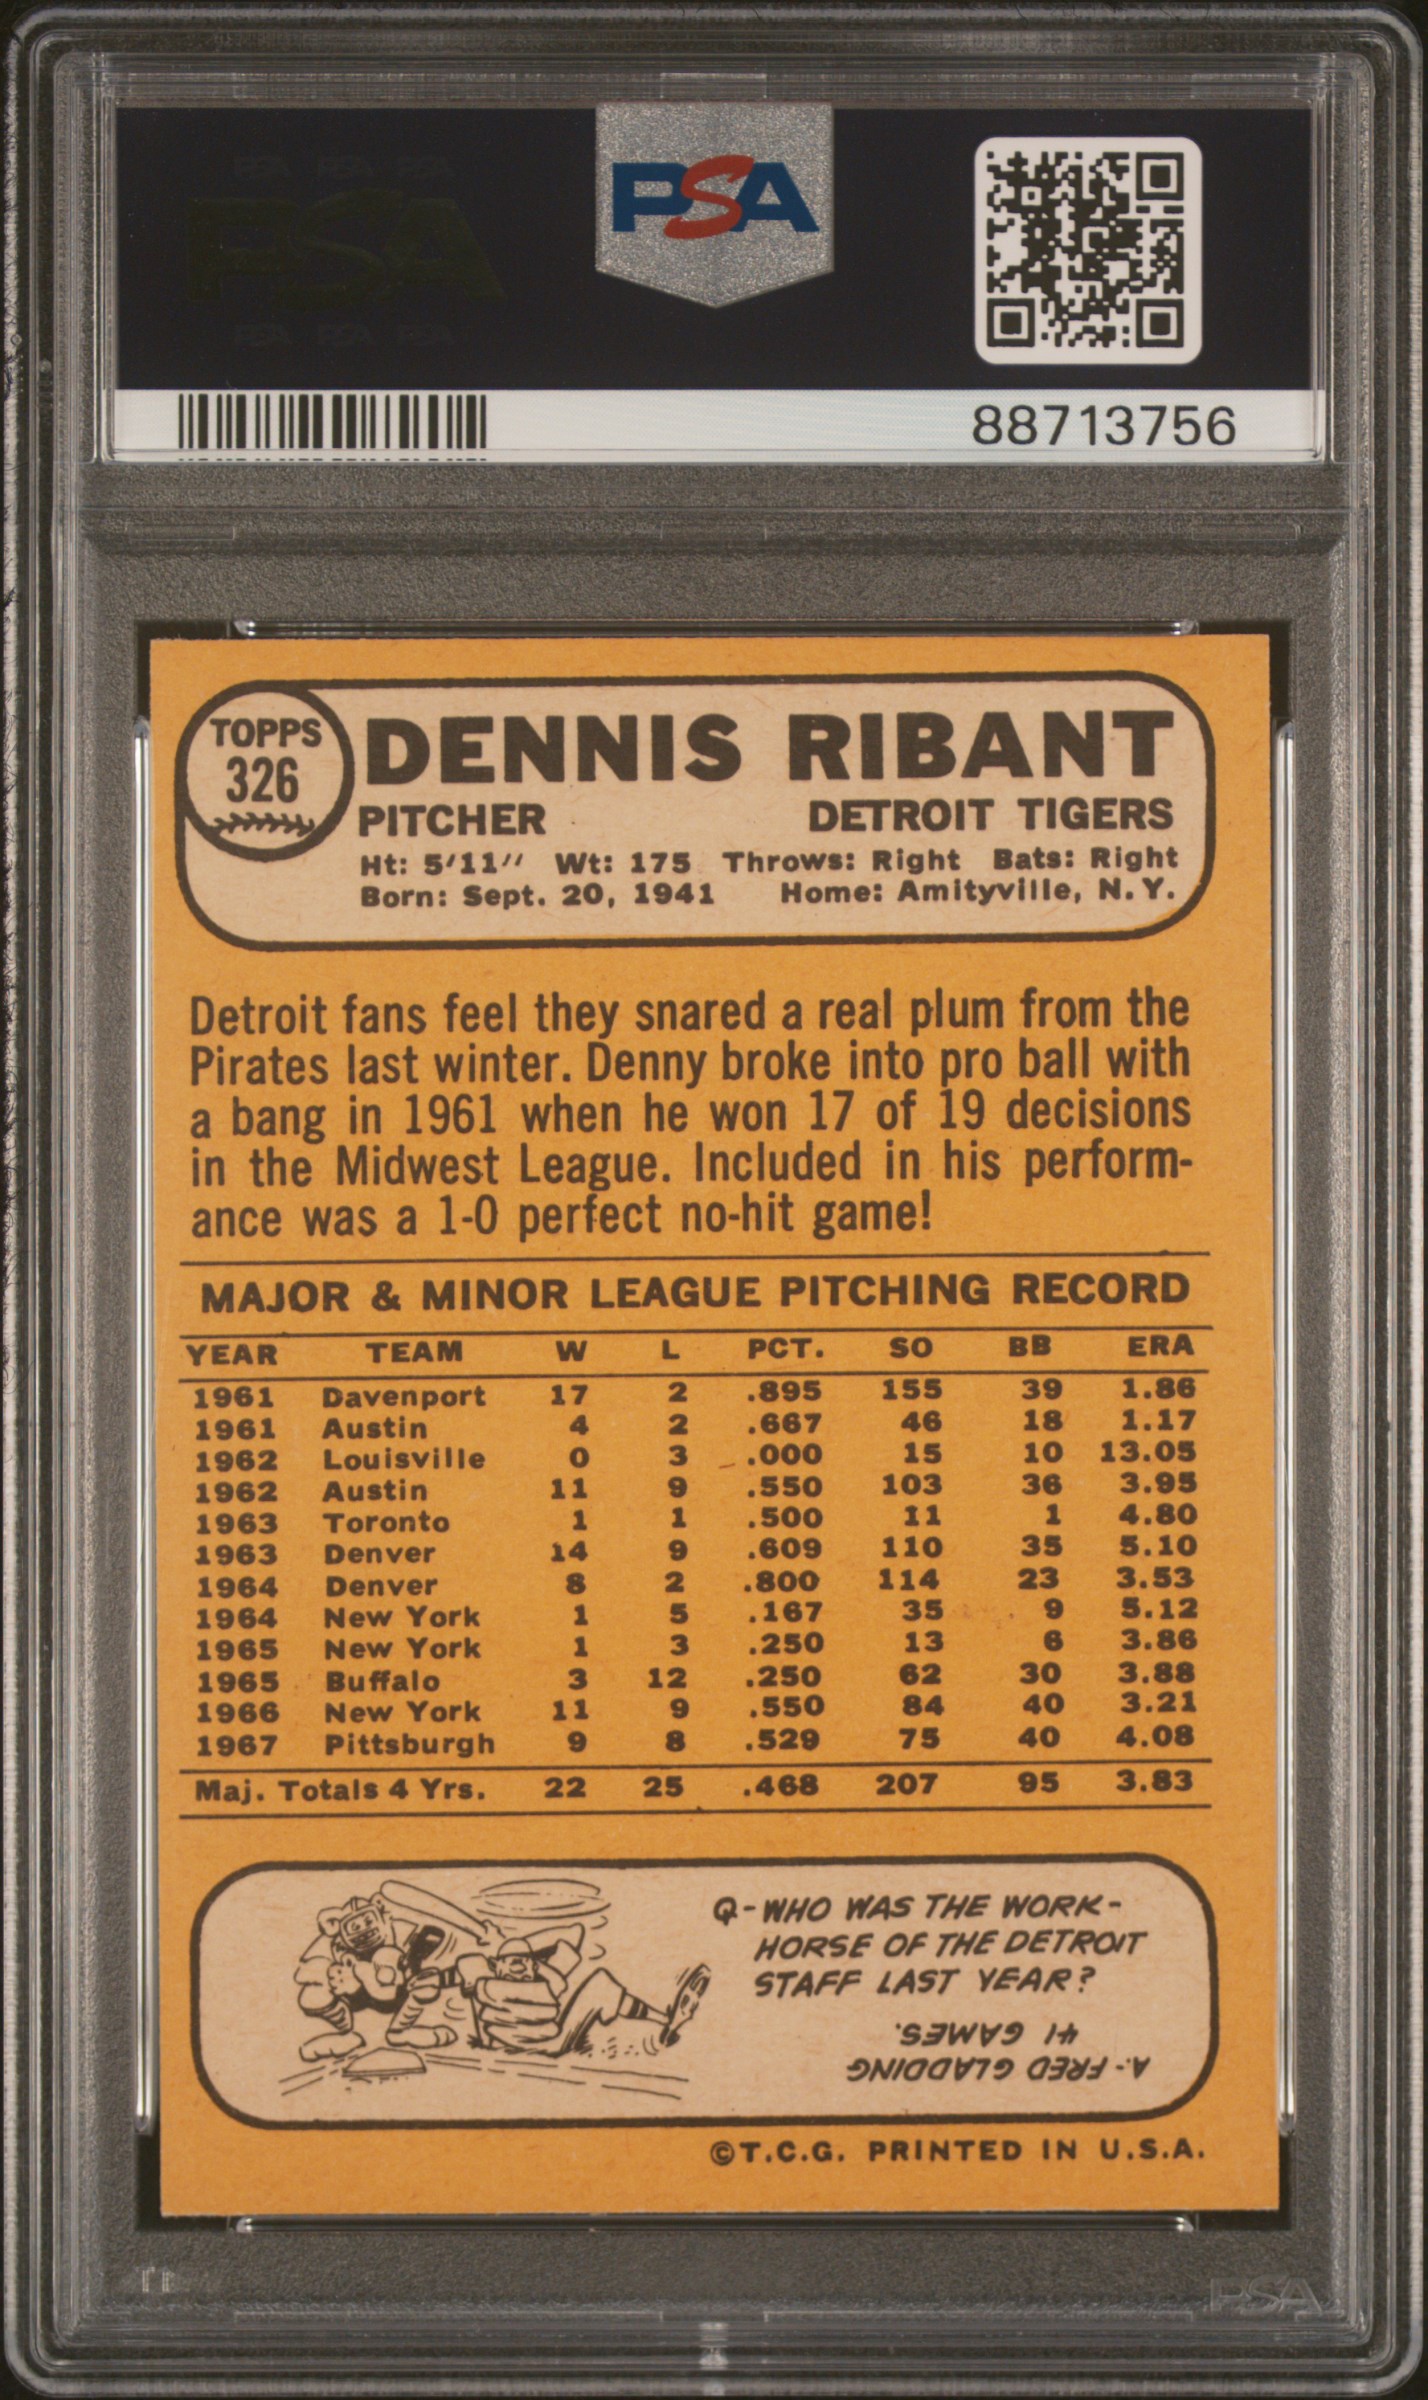 PSA
88713756
TOPPS
326
DENNIS RIBANT
PITCHER DETROIT TIGERS
Ht: 5'11" Wt: 175 Throws: Right Bats: Right
Born: Sept. 20, 1941 Home: Amityville, N. Y.
Detroit fans feel they snared a real plum from the
Pirates last winter. Denny broke into pro ball with
a bang in 1961 when he won 17 of 19 decisions
in the Midwest League. Included in his perform-
ance was a 1-0 perfect no-hit game!
MAJOR & MINOR LEAGUE PITCHING RECORD
YEAR TEAM W L PCT. SO BB ERA
1961 Davenport 17 2 .895 155 39 1.86
1961 Austin 4 2 .667 46 18 1.17
1962 Louisville 0 3 .000 15 10 13.05
1962 Austin 11 9 .550 103 36 3.95
1963 Toronto 1 1 .500 11 1 4.80
1963 Denver 14 9 .609 110 35 5.10
1964 Denver 8 2 .800 114 23 3.53
1964 New York 1 5 .167 35 9 5.12
1965 New York 1 3 .250 13 6 3.86
1965 Buffalo 3 12 .250 62 30 3.88
1966 New York 11 9 .550 84 40 3.21
1967 Pittsburgh 9 8 .529 75 40 4.08
Maj. Totals 4 Yrs. 22 25 .468 207 95 3.83
Q-WHO WAS THE WORK-
HORSE OF THE DETROIT
STAFF LAST YEAR?
A- FRED GLADDING
41 GAMES.
©T.C.G. PRINTED IN U.S.A.
PSA